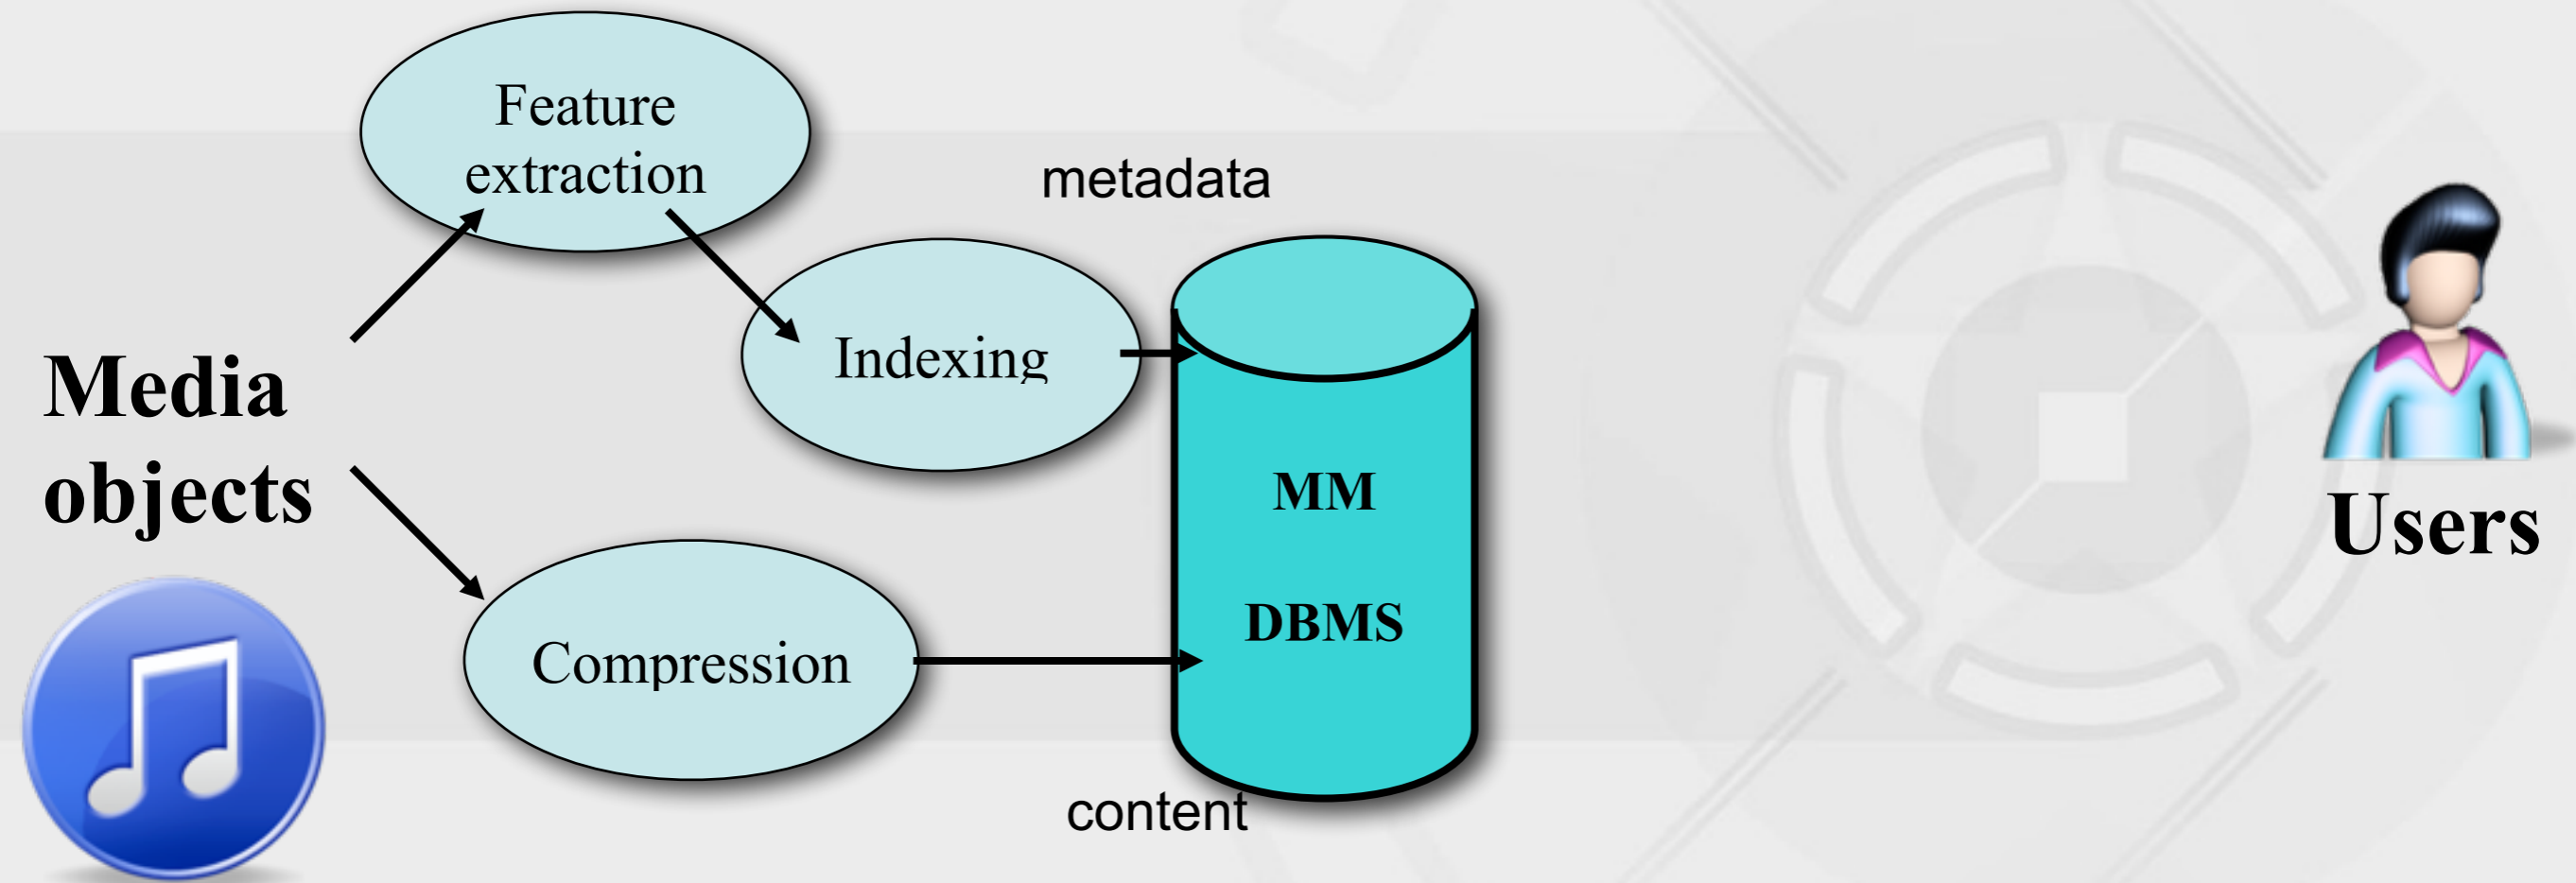 Feature
extraction
metadata
Indexing
Media
objects
MM
DBMS
Users
Compression
content